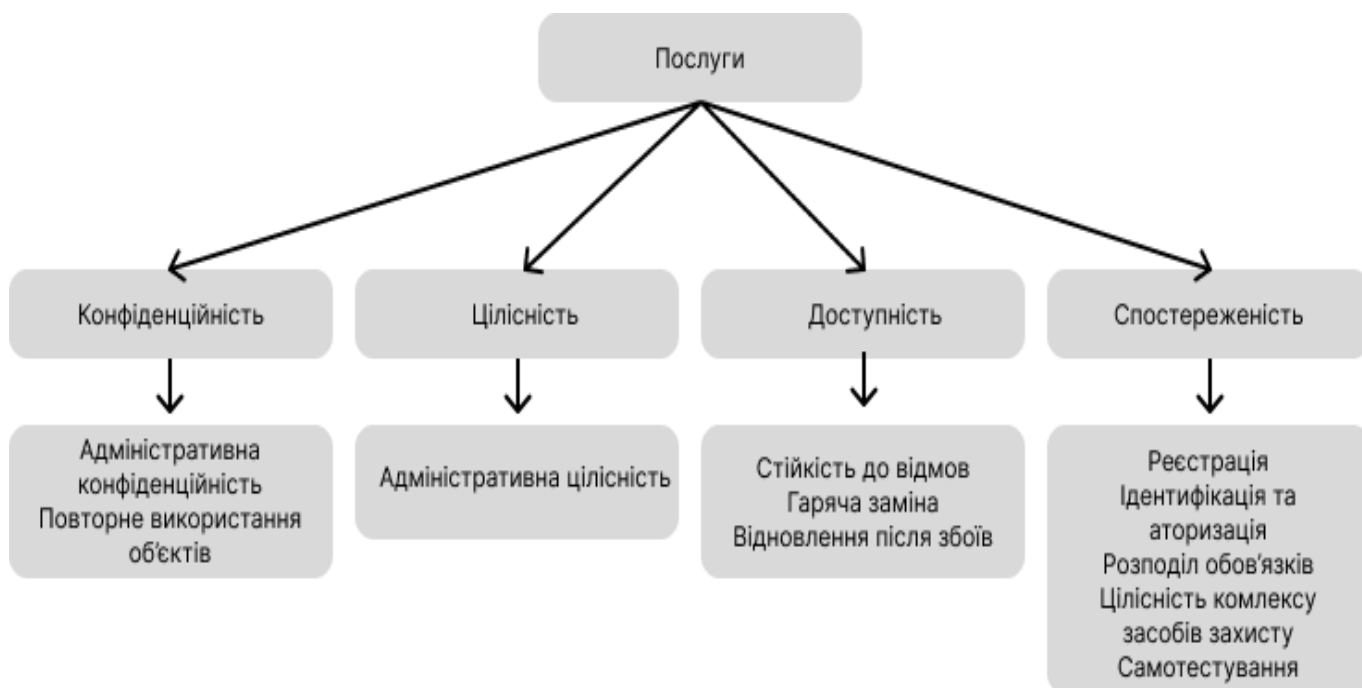 Послуги
Конфіденційність
Цілісність
Доступність
Спостереженість
Адміністративна
конфіденційність
Повторне використання
об'єктів
Адміністративна цілісність
Стійкість до відмов
Гаряча заміна
Відновлення після збоїв
Реєстрація
Ідентифікація та
аторизація
Розподіл обов'язків
Цілісність комлексу
засобів захисту
Самотестування